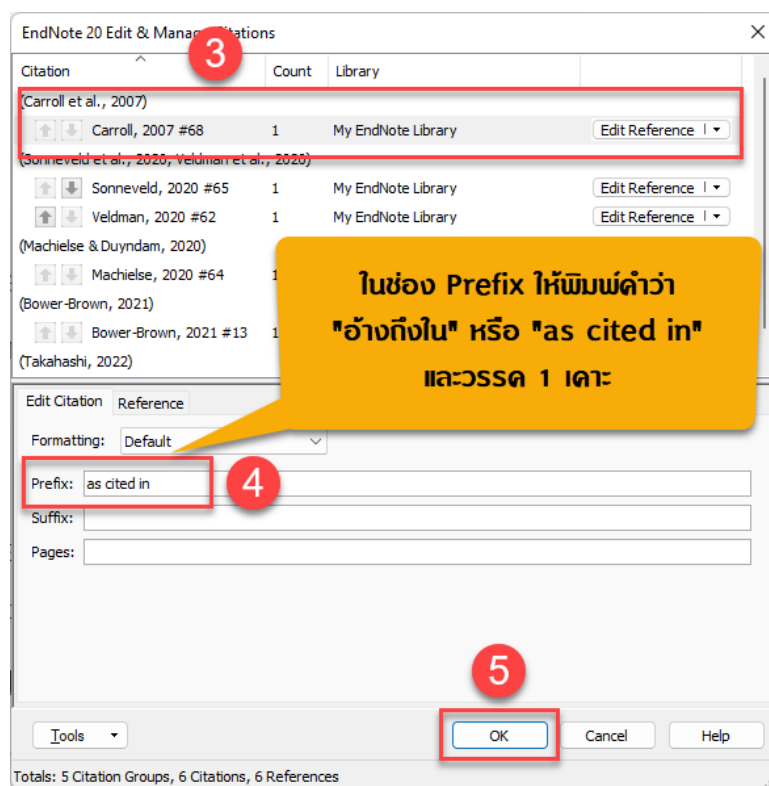 EndNote 20 Edit & Manage Citations
3
Citation Count Library
(Carroll et al., 2007)
Carroll, 2007 #68 1 My EndNote Library Edit Reference
(Sonneveld et al., 2020; Veldman et al., 2020)
Sonneveld, 2020 #65 1 My EndNote Library Edit Reference
Veldman, 2020 #62 1 My EndNote Library Edit Reference
(Machielse & Duyndam, 2020)
Machielse, 2020 #64 1
(Bower-Brown, 2021)
Bower-Brown, 2021 #13 1
(Takahashi, 2022)
ในช่อง Prefix ให้พิมพ์คำว่า
"อ้างถึงใน" หรือ "as cited in"
และวรรค 1 เคาะ
Edit Citation Reference
Formatting: Default
Prefix: as cited in
4
Suffix:
Pages:
5
Tools OK Cancel Help
Totals: 5 Citation Groups, 6 Citations, 6 References